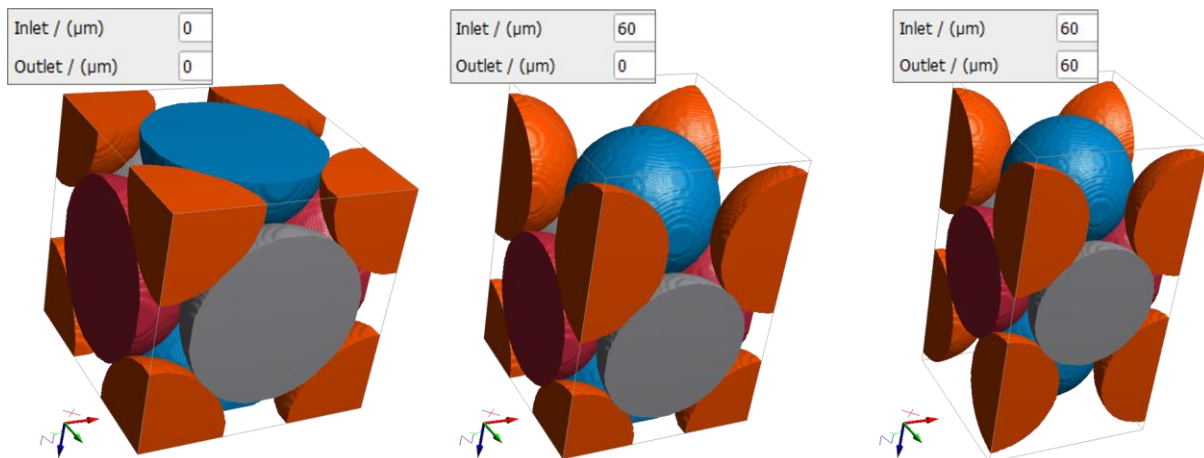 Inlet / (µm) 0
Outlet / (µm) 0
Inlet / (µm) 60
Outlet / (µm) 0
Inlet / (µm) 60
Outlet / (µm) 60
X
Z
X
Z
X
Z